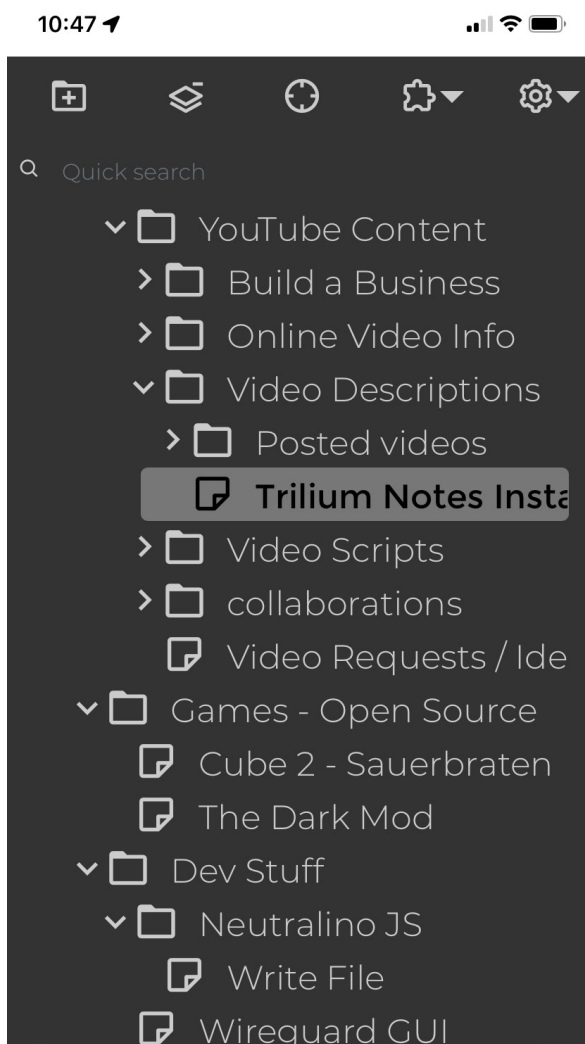 10:47
Quick search
YouTube Content
Build a Business
Online Video Info
Video Descriptions
Posted videos
Trilium Notes Insta
Video Scripts
collaborations
Video Requests / Ide
Games - Open Source
Cube 2 - Sauerbraten
The Dark Mod
Dev Stuff
Neutralino JS
Write File
Wireguard GUI